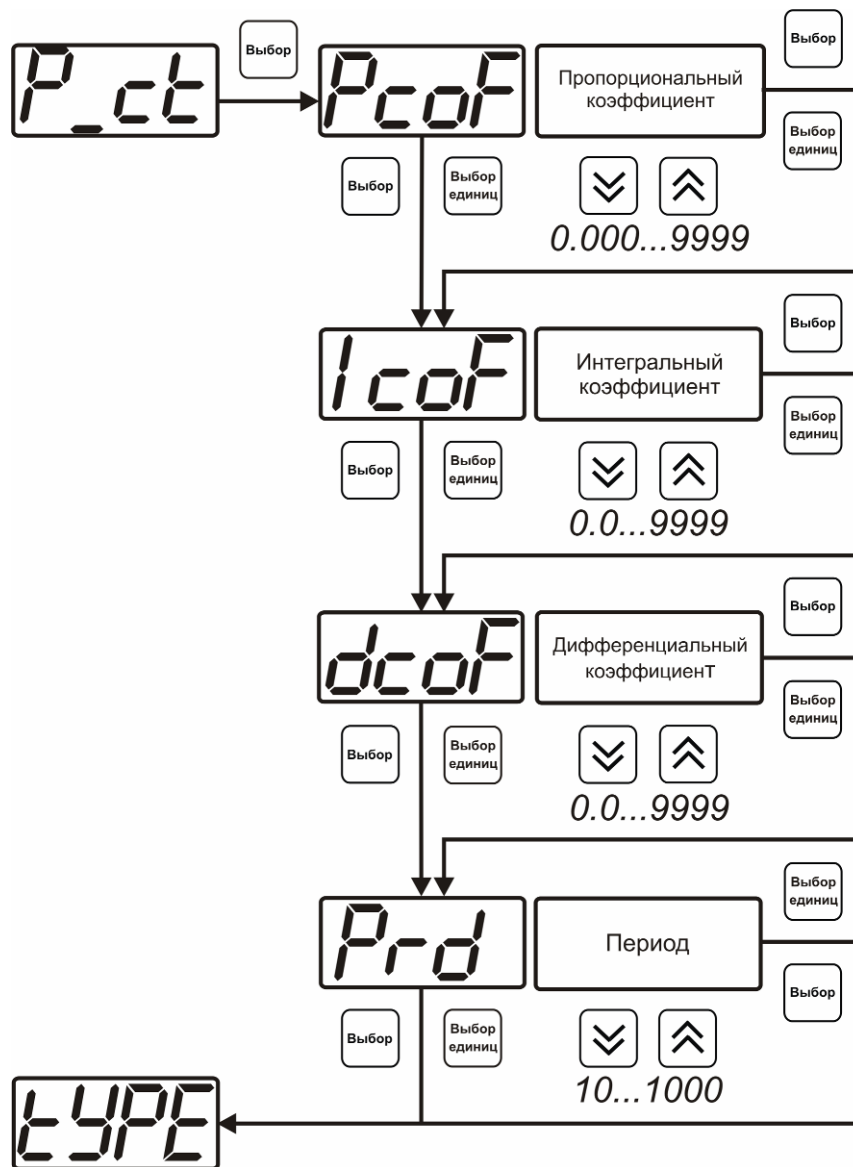 P_ct
Выбор
PcoF
Пропорциональный
коэффициент
Выбор
Выбор
единиц
Выбор
Выбор
единиц
0.000...9999
IcoF
Интегральный
коэффициент
Выбор
Выбор
единиц
Выбор
Выбор
единиц
0.0...9999
dcoF
Дифференциальный
коэффициент
Выбор
Выбор
единиц
Выбор
Выбор
единиц
0.0...9999
Prd
Период
Выбор
единиц
Выбор
Выбор
Выбор
единиц
10...1000
tYPE